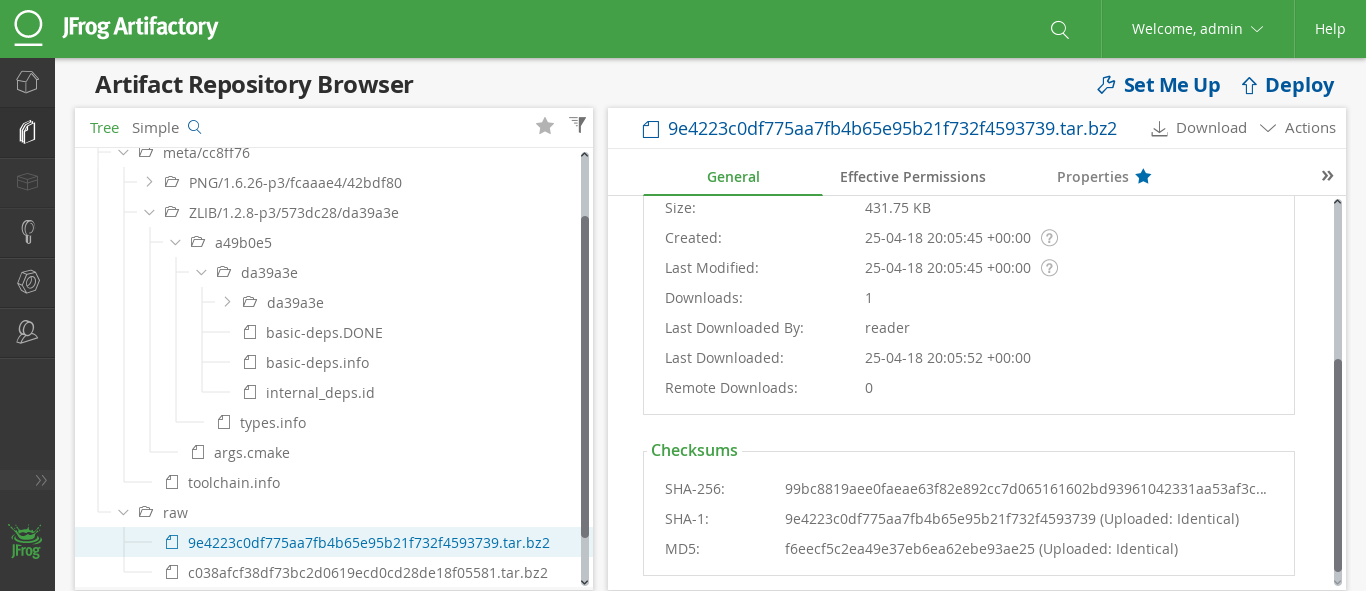 JFrog Artifactory
Welcome, admin
Help
Artifact Repository Browser
Set Me Up
Deploy
Tree
Simple
meta/cc8ff76
PNG/1.6.26-p3/fcaaae4/42bdf80
ZLIB/1.2.8-p3/573dc28/da39a3e
a49b0e5
da39a3e
da39a3e
basic-deps.DONE
basic-deps.info
internal_deps.id
types.info
args.cmake
toolchain.info
raw
9e4223c0df775aa7fb4b65e95b21f732f4593739.tar.bz2
c038afcf38df73bc2d0619ecd0cd28de18f05581.tar.bz2
JFrog
9e4223c0df775aa7fb4b65e95b21f732f4593739.tar.bz2
Download
Actions
General
Effective Permissions
Properties
Size: 431.75 KB
Created: 25-04-18 20:05:45 +00:00
Last Modified: 25-04-18 20:05:45 +00:00
Downloads: 1
Last Downloaded By: reader
Last Downloaded: 25-04-18 20:05:52 +00:00
Remote Downloads: 0
Checksums
SHA-256: 99bc8819aee0faeae63f82e892cc7d065161602bd93961042331aa53af3c...
SHA-1: 9e4223c0df775aa7fb4b65e95b21f732f4593739 (Uploaded: Identical)
MD5: f6eecf5c2ea49e37eb6ea62ebe93ae25 (Uploaded: Identical)